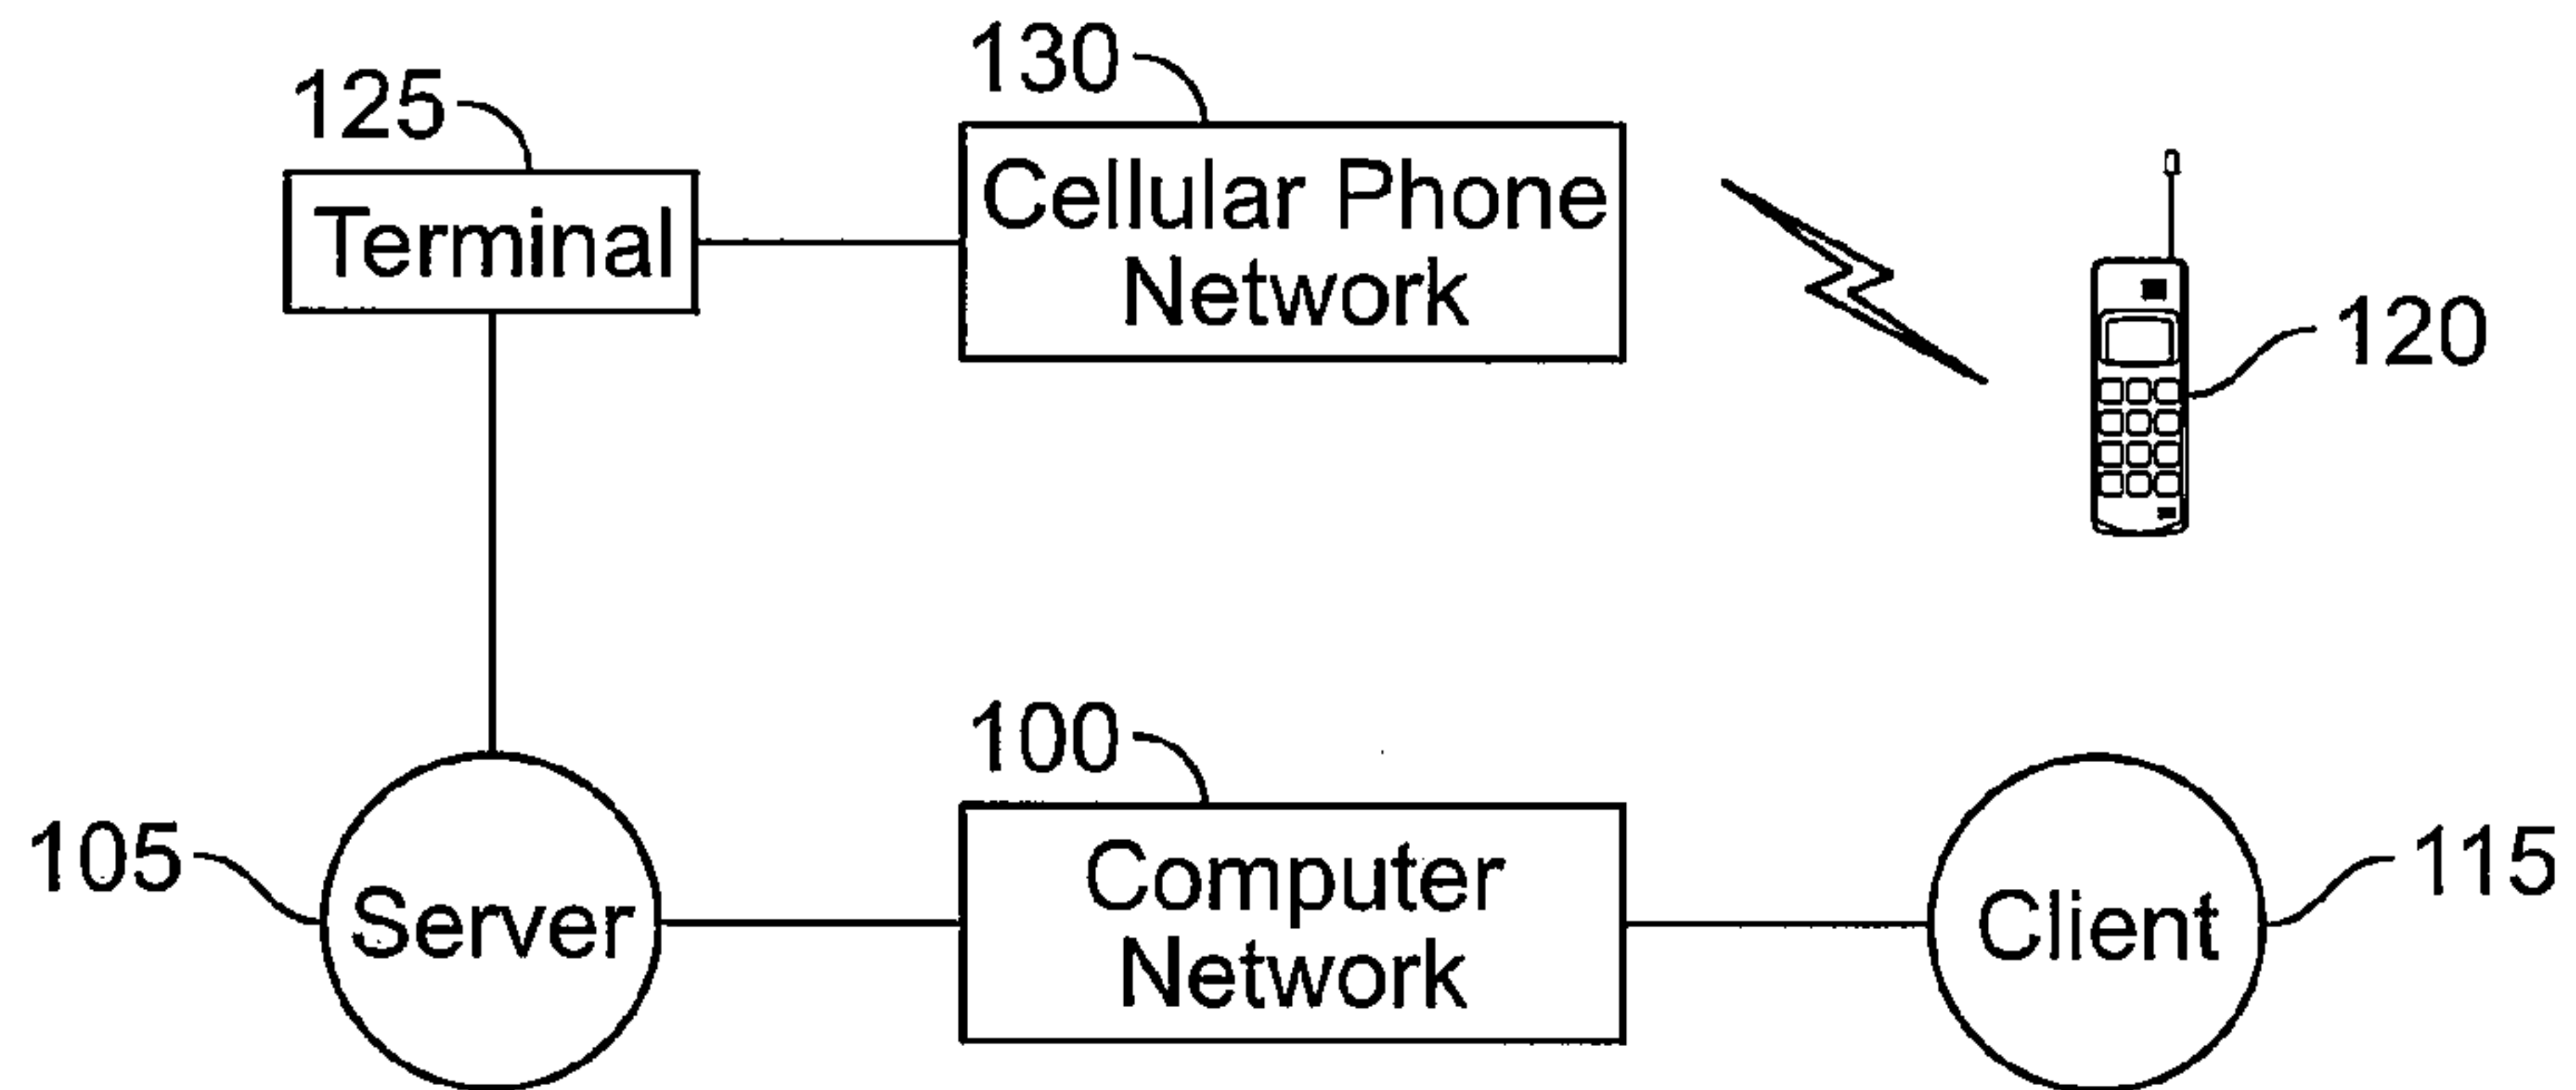 130
125
Cellular Phone
Network
Terminal
120
100
105
Computer
Network
Server
115
Client